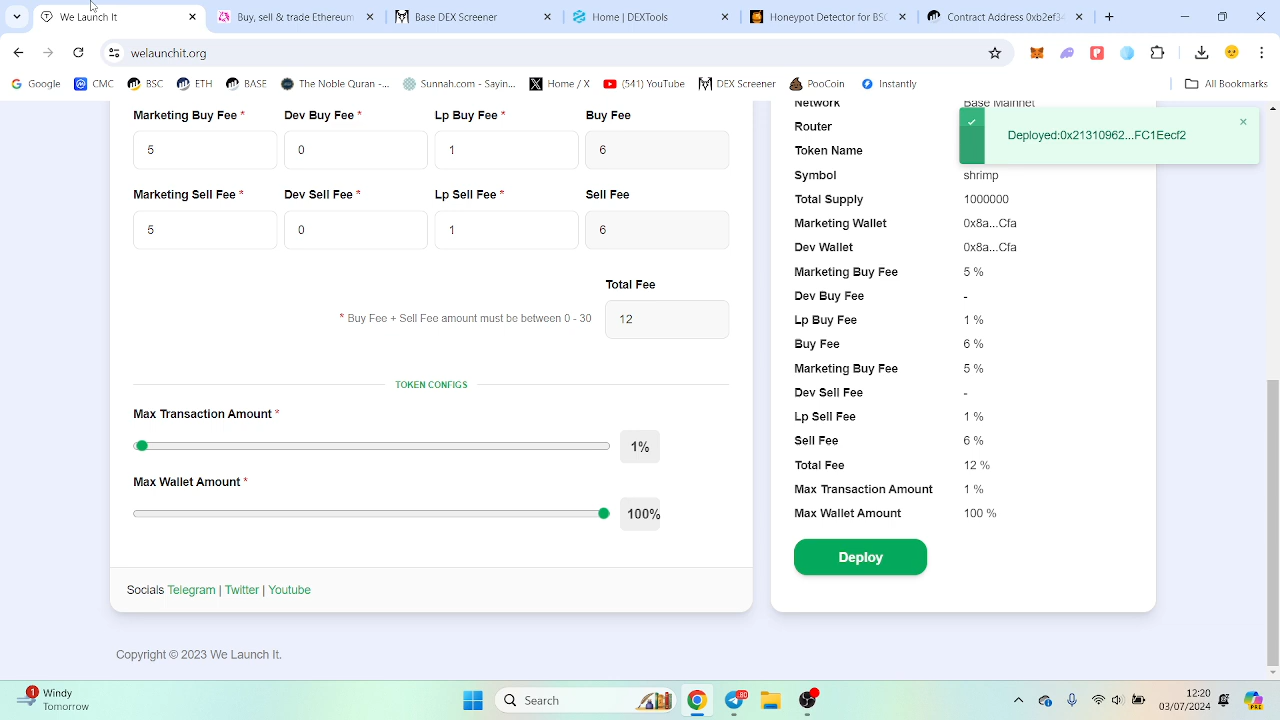 We Launch It
Buy, sell & trade Ethereum
Base DEX Screener
Home | DEXTools
Honeypot Detector for BSC
Contract Address 0xb2ef34
welaunchit.org
Google
CMC
BSC
ETH
BASE
The Noble Quran -...
Sunnah.com - Sayin...
Home / X
(541) YouTube
DEX Screener
PooCoin
Instantly
All Bookmarks
Marketing Buy Fee *
Dev Buy Fee *
Lp Buy Fee *
Buy Fee
5
0
1
6
Marketing Sell Fee *
Dev Sell Fee *
Lp Sell Fee *
Sell Fee
5
0
1
6
Total Fee
* Buy Fee + Sell Fee amount must be between 0 - 30
12
TOKEN CONFIGS
Max Transaction Amount *
1%
Max Wallet Amount *
100%
Socials Telegram | Twitter | Youtube
Network Base Mainnet
Router
Token Name
Symbol shrimp
Total Supply 1000000
Marketing Wallet 0x8a...Cfa
Dev Wallet 0x8a...Cfa
Marketing Buy Fee 5 %
Dev Buy Fee -
Lp Buy Fee 1 %
Buy Fee 6 %
Marketing Buy Fee 5 %
Dev Sell Fee -
Lp Sell Fee 1 %
Sell Fee 6 %
Total Fee 12 %
Max Transaction Amount 1 %
Max Wallet Amount 100 %
Deploy
Deployed:0x21310962...FC1Eecf2
Copyright © 2023 We Launch It.
1
Windy
Tomorrow
Search
80
12:20
03/07/2024